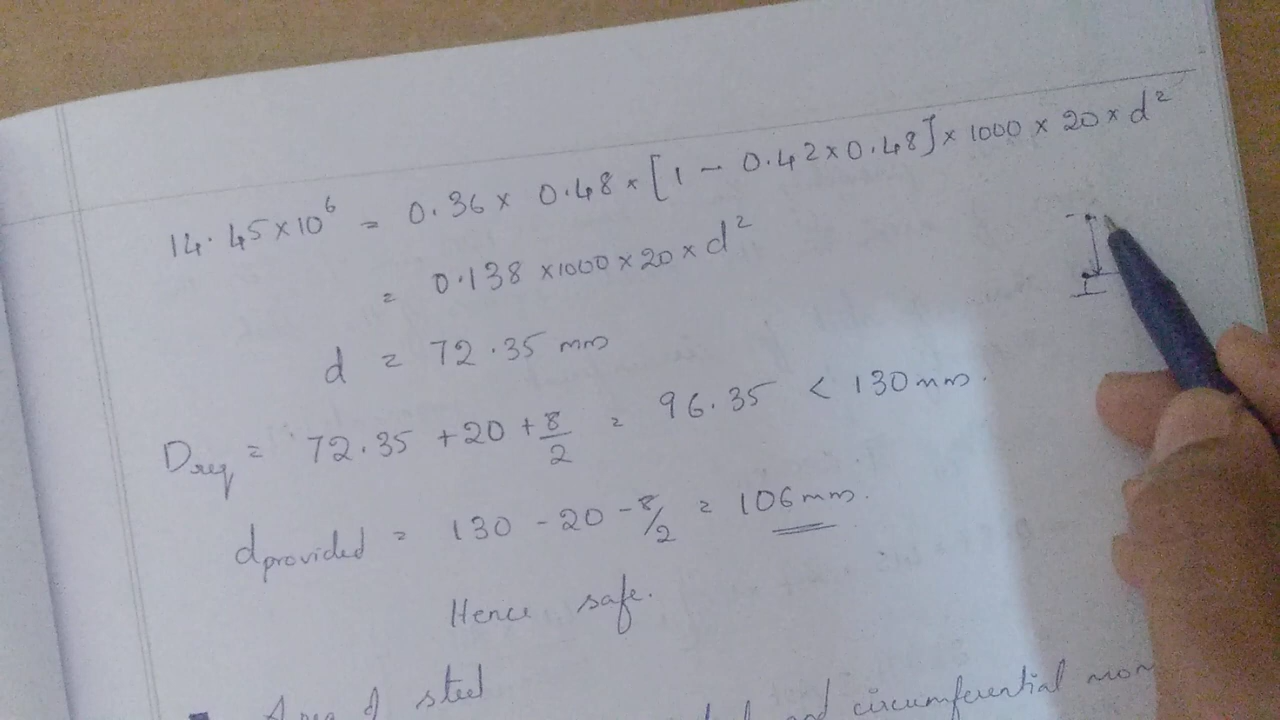 14.45×10⁶ = 0.36 × 0.48 × [1 - 0.42×0.48] × 1000 × 20 × d²
= 0.138 ×1000 × 20 × d²
d = 72.35 mm
Dreq = 72.35 + 20 + 8/2 = 96.35 < 130 mm.
dprovided = 130 - 20 - 8/2 = 106 mm.
Hence safe.
Area of steel
and circumferential